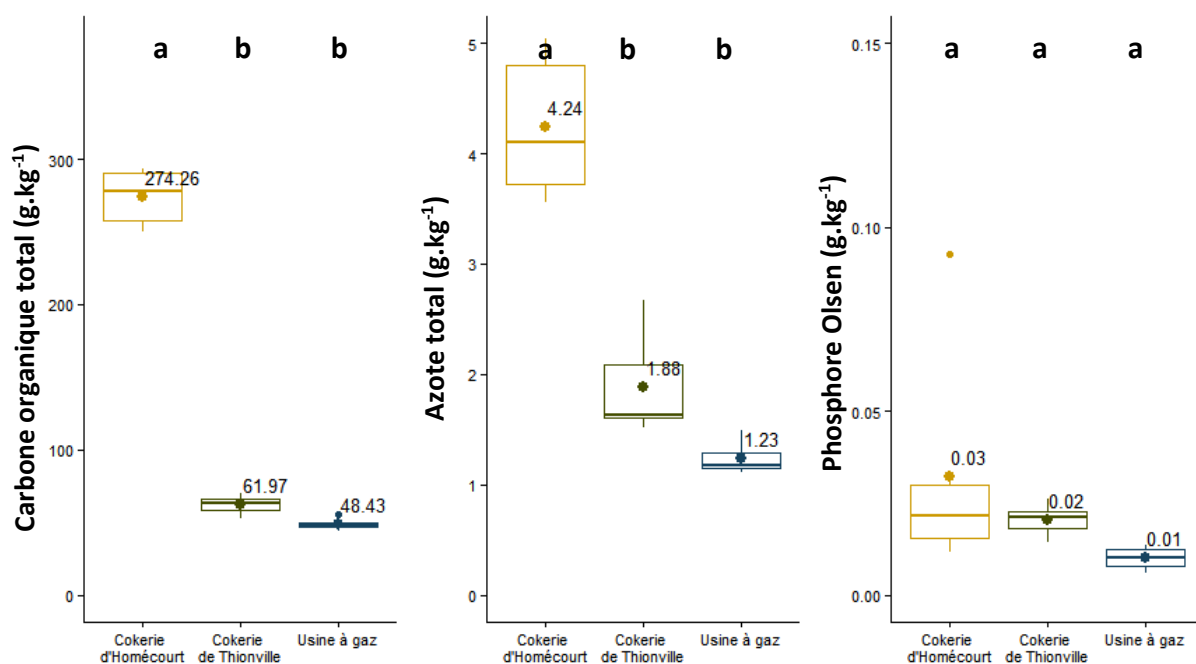 Carbone organique total (g.kg⁻¹)
a b b
300
200
100
0
274.26
61.97
48.43
Cokerie d'Homécourt
Cokerie de Thionville
Usine à gaz
Azote total (g.kg⁻¹)
a b b
5
4
3
2
1
0
4.24
1.88
1.23
Cokerie d'Homécourt
Cokerie de Thionville
Usine à gaz
Phosphore Olsen (g.kg⁻¹)
a a a
0.15
0.10
0.05
0.00
0.03
0.02
0.01
Cokerie d'Homécourt
Cokerie de Thionville
Usine à gaz